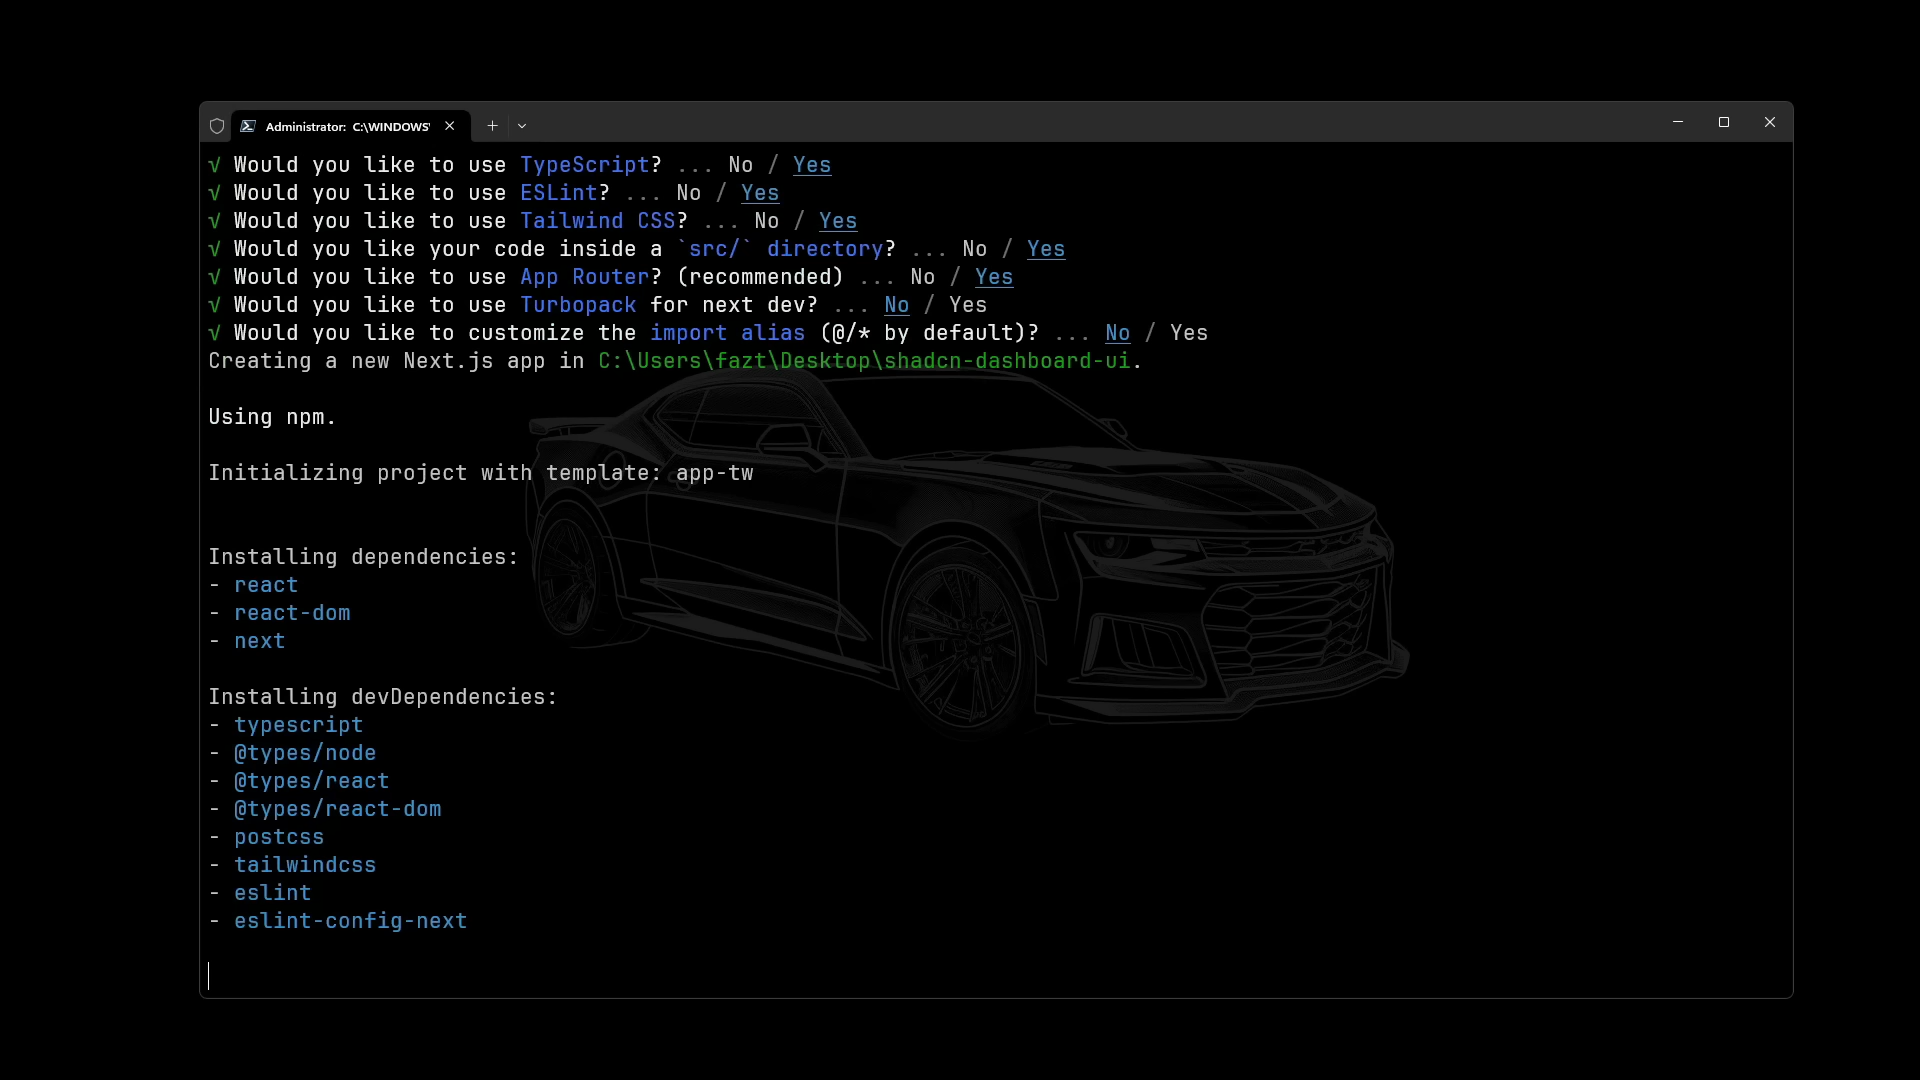 Administrator: C:\WINDOWS
√ Would you like to use TypeScript? ... No / Yes
√ Would you like to use ESLint? ... No / Yes
√ Would you like to use Tailwind CSS? ... No / Yes
√ Would you like your code inside a `src/` directory? ... No / Yes
√ Would you like to use App Router? (recommended) ... No / Yes
√ Would you like to use Turbopack for next dev? ... No / Yes
√ Would you like to customize the import alias (@/* by default)? ... No / Yes
Creating a new Next.js app in C:\Users\fazt\Desktop\shadcn-dashboard-ui.
Using npm.
Initializing project with template: app-tw
Installing dependencies:
- react
- react-dom
- next
Installing devDependencies:
- typescript
- @types/node
- @types/react
- @types/react-dom
- postcss
- tailwindcss
- eslint
- eslint-config-next